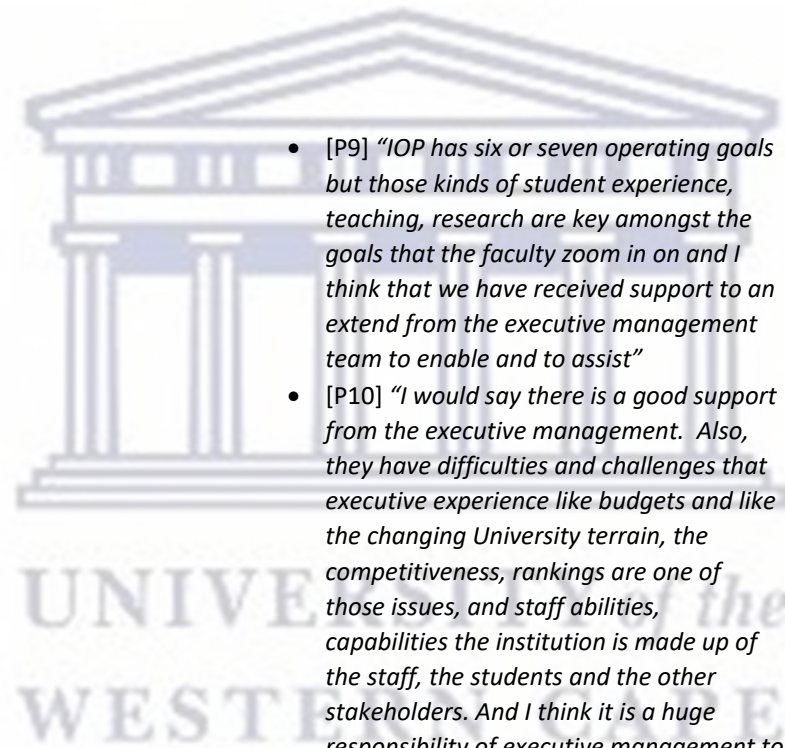 • [P9] “IOP has six or seven operating goals
but those kinds of student experience,
teaching, research are key amongst the
goals that the faculty zoom in on and I
think that we have received support to an
extend from the executive management
team to enable and to assist”
• [P10] “I would say there is a good support
from the executive management.  Also,
they have difficulties and challenges that
executive experience like budgets and like
the changing University terrain, the
competitiveness, rankings are one of
those issues, and staff abilities,
capabilities the institution is made up of
the staff, the students and the other
stakeholders. And I think it is a huge
responsibility of executive management to
UNIVERSITY of the
WESTERN CAPE